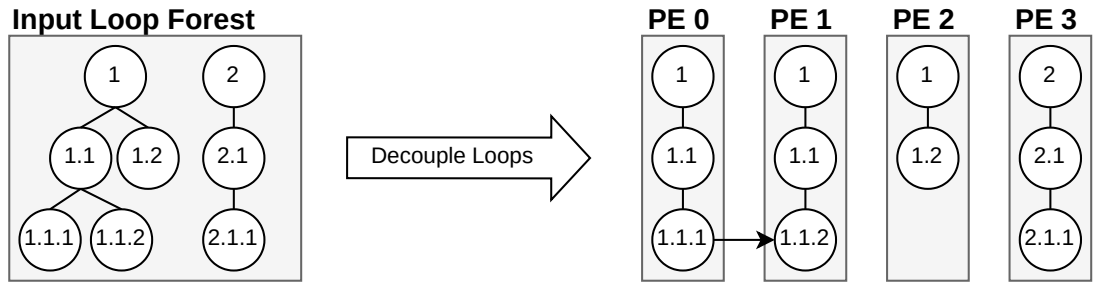 Input Loop Forest
PE 0 PE 1 PE 2 PE 3
1 2
1.1 1.2 2.1
1.1.1 1.1.2 2.1.1
Decouple Loops
1 1 1 2
1.1 1.1 1.2 2.1
1.1.1 1.1.2 2.1.1